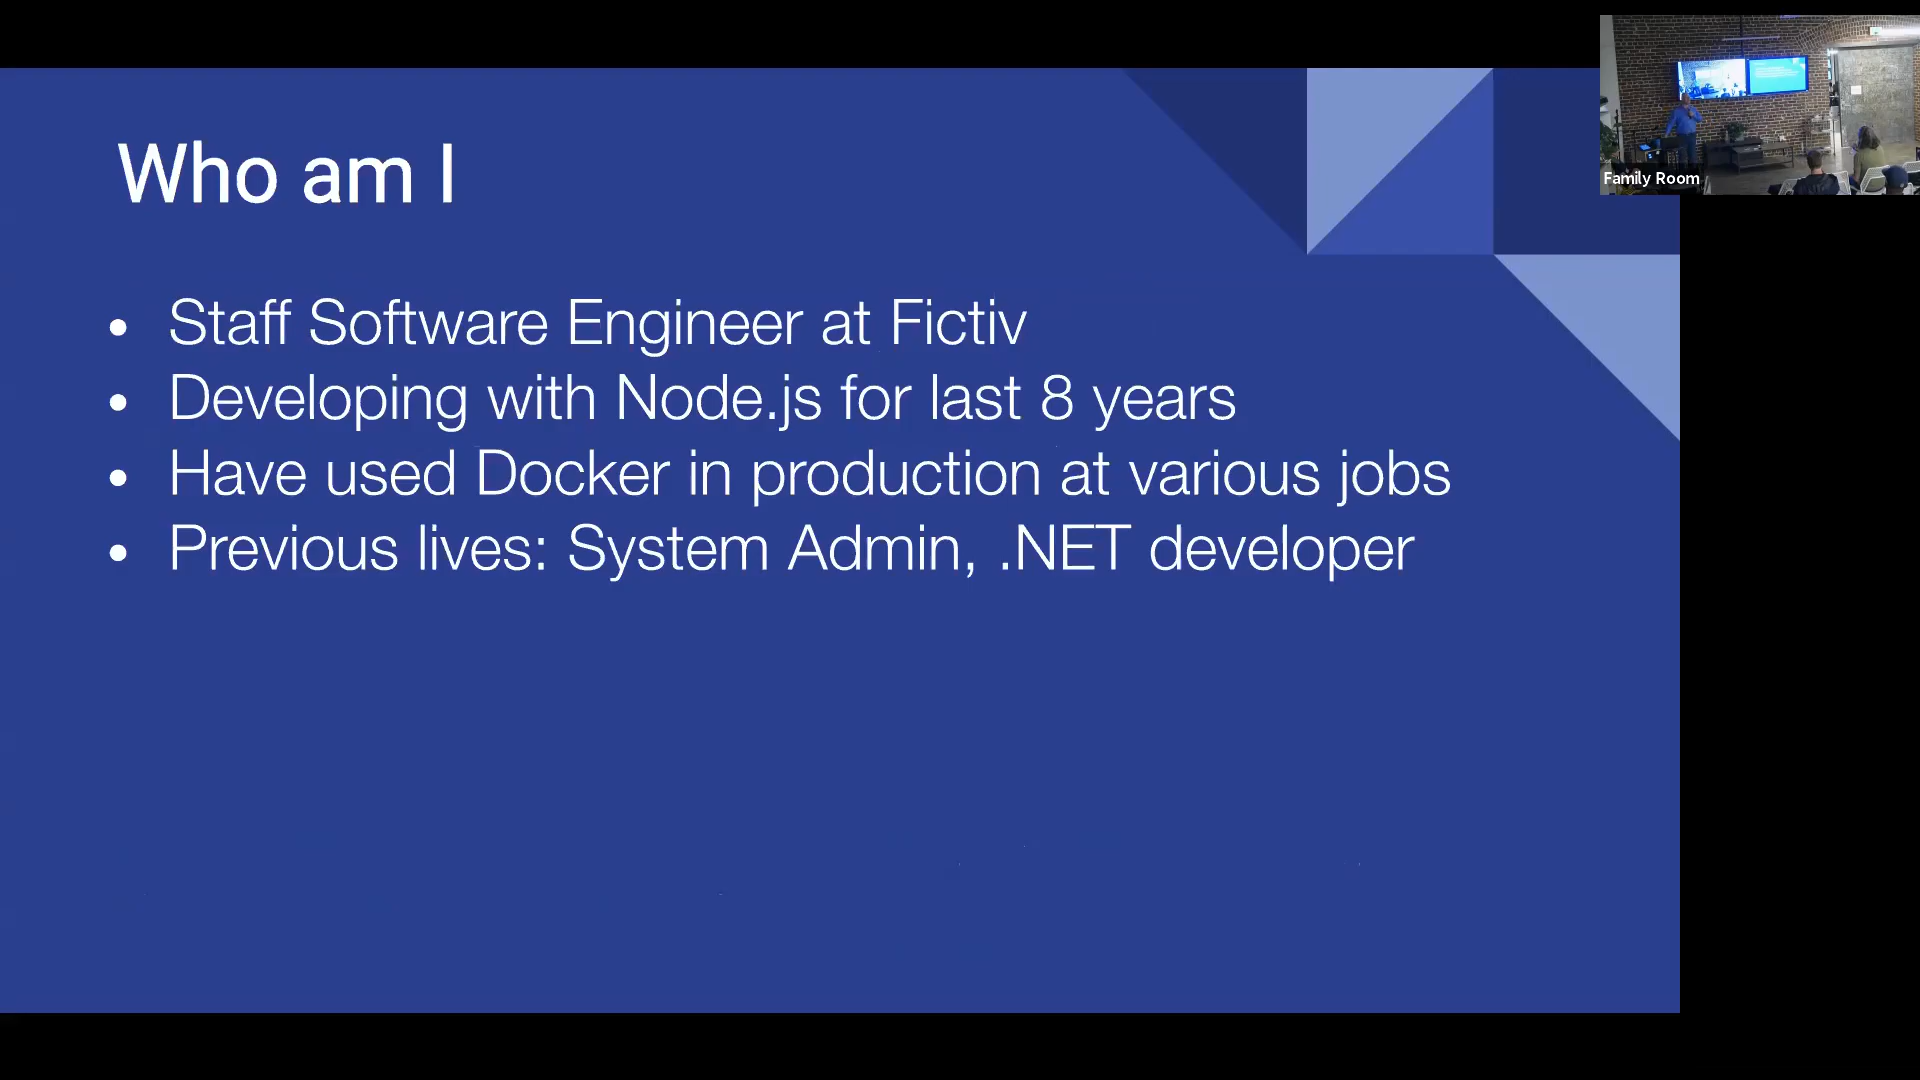 Who am I
Staff Software Engineer at Fictiv
Developing with Node.js for last 8 years
Have used Docker in production at various jobs
Previous lives: System Admin, .NET developer
Family Room